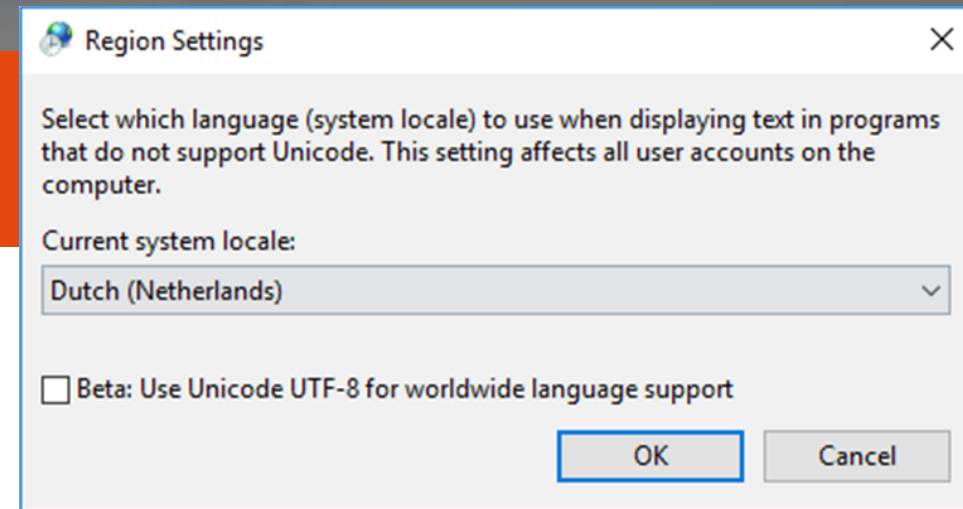 Region Settings
Select which language (system locale) to use when displaying text in programs
that do not support Unicode. This setting affects all user accounts on the
computer.
Current system locale:
Dutch (Netherlands)
Beta: Use Unicode UTF-8 for worldwide language support
OK
Cancel